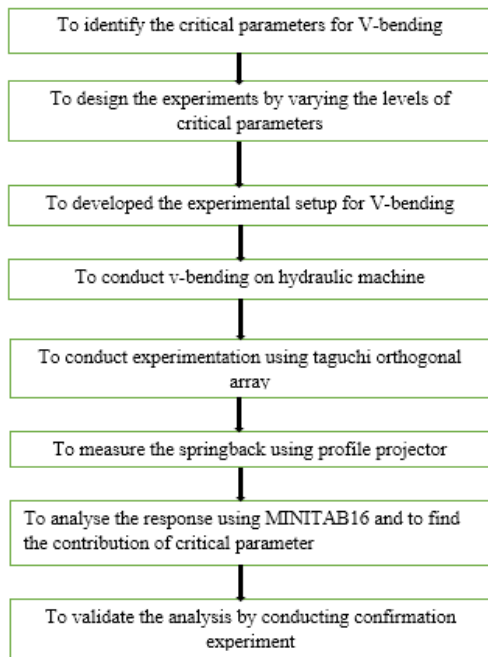 To identify the critical parameters for V-bending
To design the experiments by varying the levels of
critical parameters
To developed the experimental setup for V-bending
To conduct v-bending on hydraulic machine
To conduct experimentation using taguchi orthogonal
array
To measure the springback using profile projector
To analyse the response using MINITAB16 and to find
the contribution of critical parameter
To validate the analysis by conducting confirmation
experiment